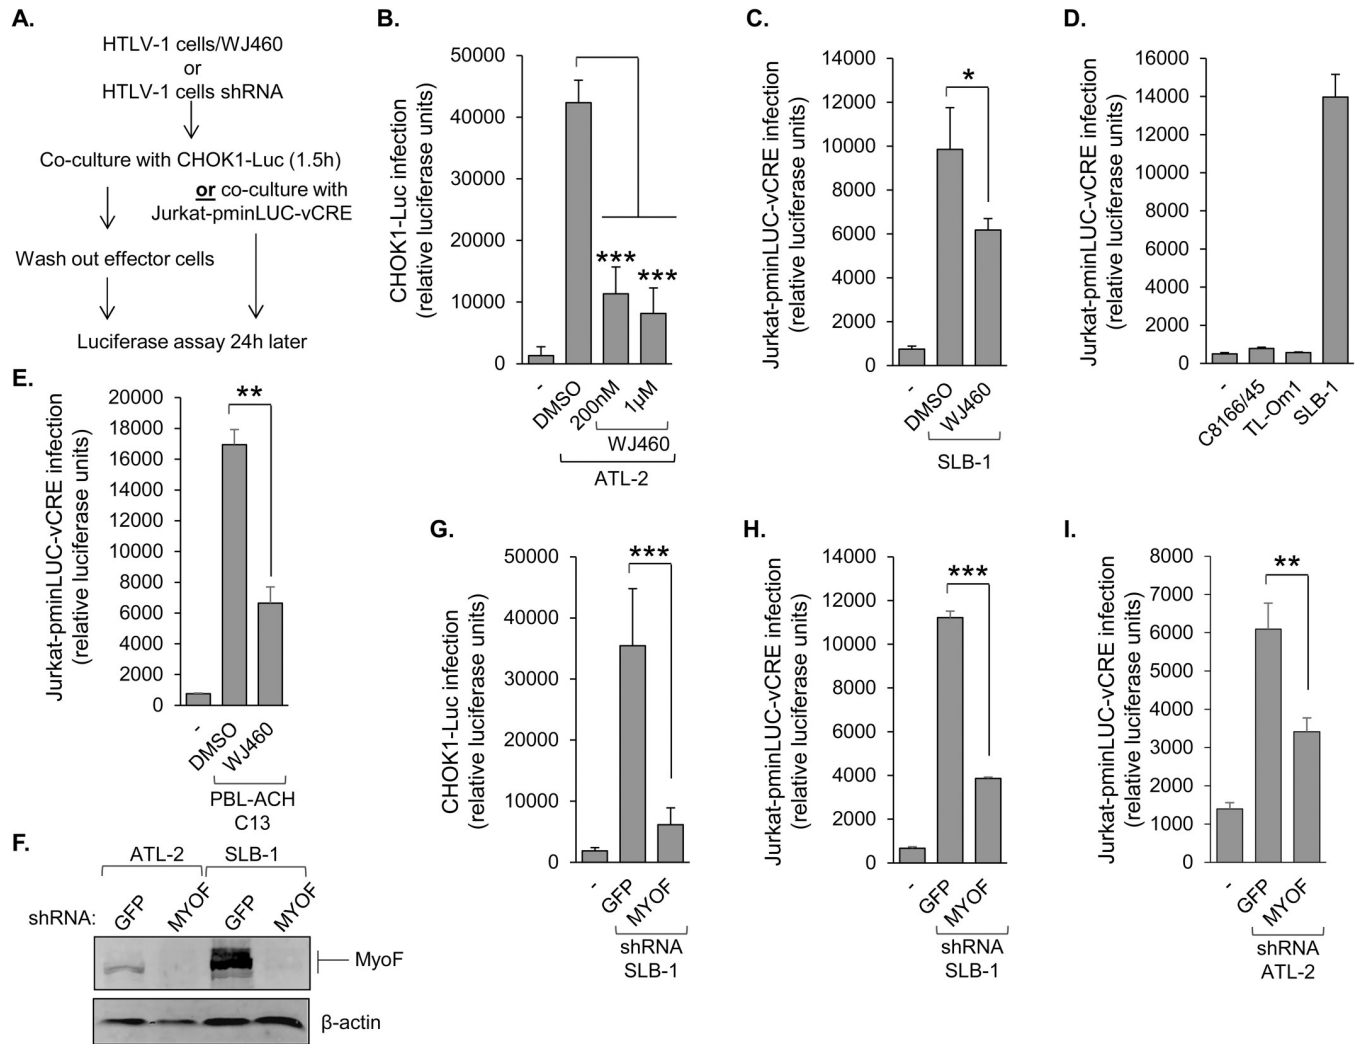 A.
HTLV-1 cells/WJ460
or
HTLV-1 cells shRNA
Co-culture with CHOK1-Luc (1.5h)
or co-culture with
Jurkat-pminLUC-vCRE
Wash out effector cells
Luciferase assay 24h later
B.
CHOK1-Luc infection
(relative luciferase units)
50000
40000
30000
20000
10000
0
***
***
-
DMSO
200nM
1µM
WJ460
ATL-2
C.
Jurkat-pminLUC-vCRE infection
(relative luciferase units)
14000
12000
10000
8000
6000
4000
2000
0
*
-
DMSO
WJ460
SLB-1
D.
Jurkat-pminLUC-vCRE infection
(relative luciferase units)
16000
14000
12000
10000
8000
6000
4000
2000
0
-
C8166/45
TL-Om1
SLB-1
E.
Jurkat-pminLUC-vCRE infection
(relative luciferase units)
20000
18000
16000
14000
12000
10000
8000
6000
4000
2000
0
**
-
DMSO
WJ460
PBL-ACH
C13
F.
ATL-2
SLB-1
shRNA:
GFP
MYOF
GFP
MYOF
MyoF
β-actin
G.
CHOK1-Luc infection
(relative luciferase units)
50000
40000
30000
20000
10000
0
***
-
GFP
MYOF
shRNA
SLB-1
H.
Jurkat-pminLUC-vCRE infection
(relative luciferase units)
14000
12000
10000
8000
6000
4000
2000
0
***
-
GFP
MYOF
shRNA
SLB-1
I.
Jurkat-pminLUC-vCRE infection
(relative luciferase units)
8000
7000
6000
5000
4000
3000
2000
1000
0
**
-
GFP
MYOF
shRNA
ATL-2